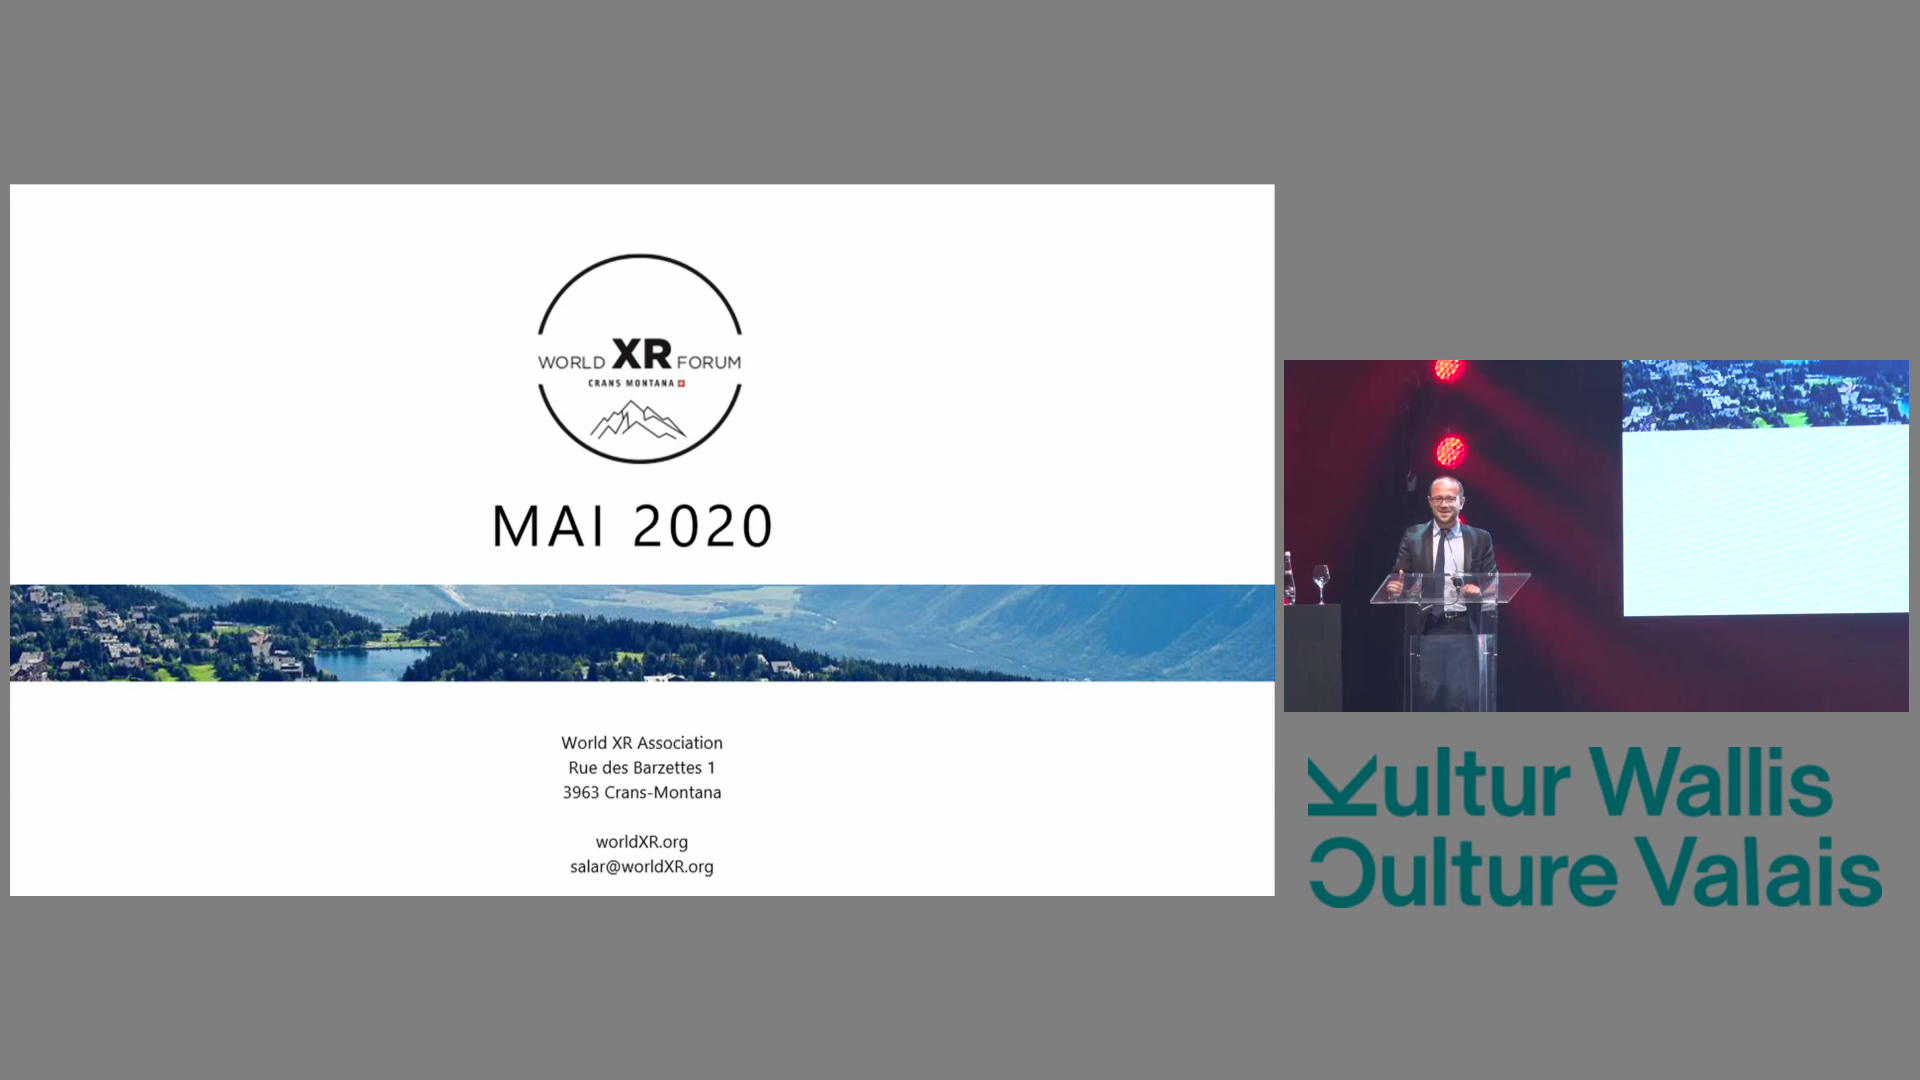 WORLD XR FORUM
CRANS MONTANA
MAI 2020
World XR Association
Rue des Barzettes 1
3963 Crans-Montana
worldXR.org
salar@worldXR.org
Kultur Wallis
Culture Valais